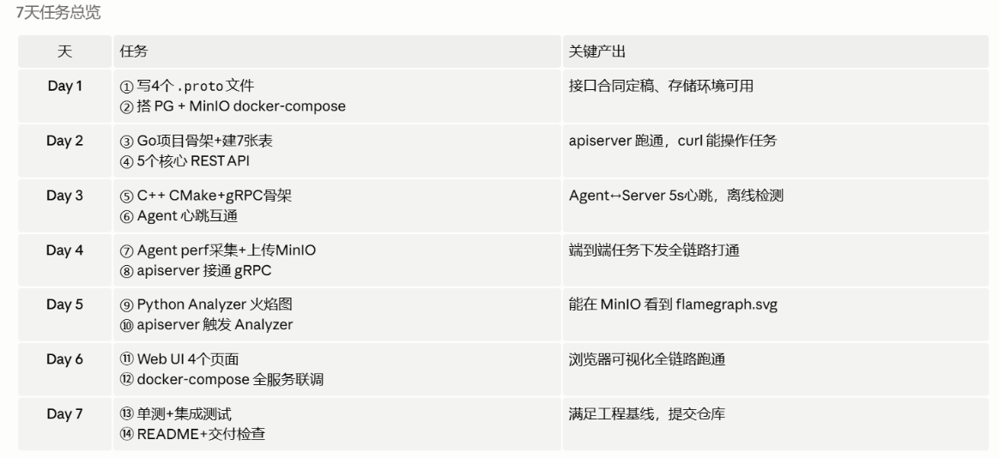 7天任务总览
天 任务 关键产出
Day 1 ① 写4个 .proto 文件 接口合同定稿、存储环境可用
② 搭 PG + MinIO docker-compose
Day 2 ③ Go项目骨架+建7张表 apiserver 跑通，curl 能操作任务
④ 5个核心 REST API
Day 3 ⑤ C++ CMake+gRPC骨架 Agent↔Server 5s心跳，离线检测
⑥ Agent 心跳互通
Day 4 ⑦ Agent perf采集+上传MinIO 端到端任务下发全链路打通
⑧ apiserver 接通 gRPC
Day 5 ⑨ Python Analyzer 火焰图 能在 MinIO 看到 flamegraph.svg
⑩ apiserver 触发 Analyzer
Day 6 ⑪ Web UI 4个页面 浏览器可视化全链路跑通
⑫ docker-compose 全服务联调
Day 7 ⑬ 单测+集成测试 满足工程基线，提交仓库
⑭ README+交付检查